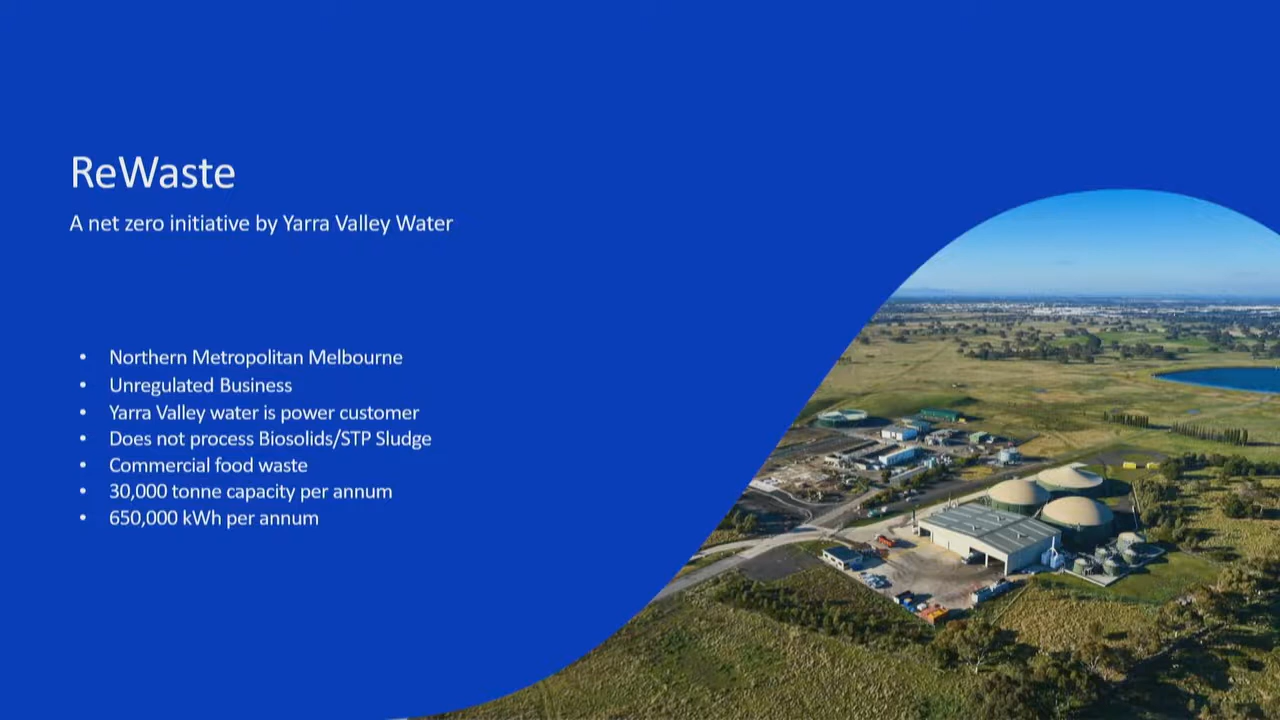 ReWaste
A net zero initiative by Yarra Valley Water
• Northern Metropolitan Melbourne
• Unregulated Business
• Yarra Valley water is power customer
• Does not process Biosolids/STP Sludge
• Commercial food waste
• 30,000 tonne capacity per annum
• 650,000 kWh per annum